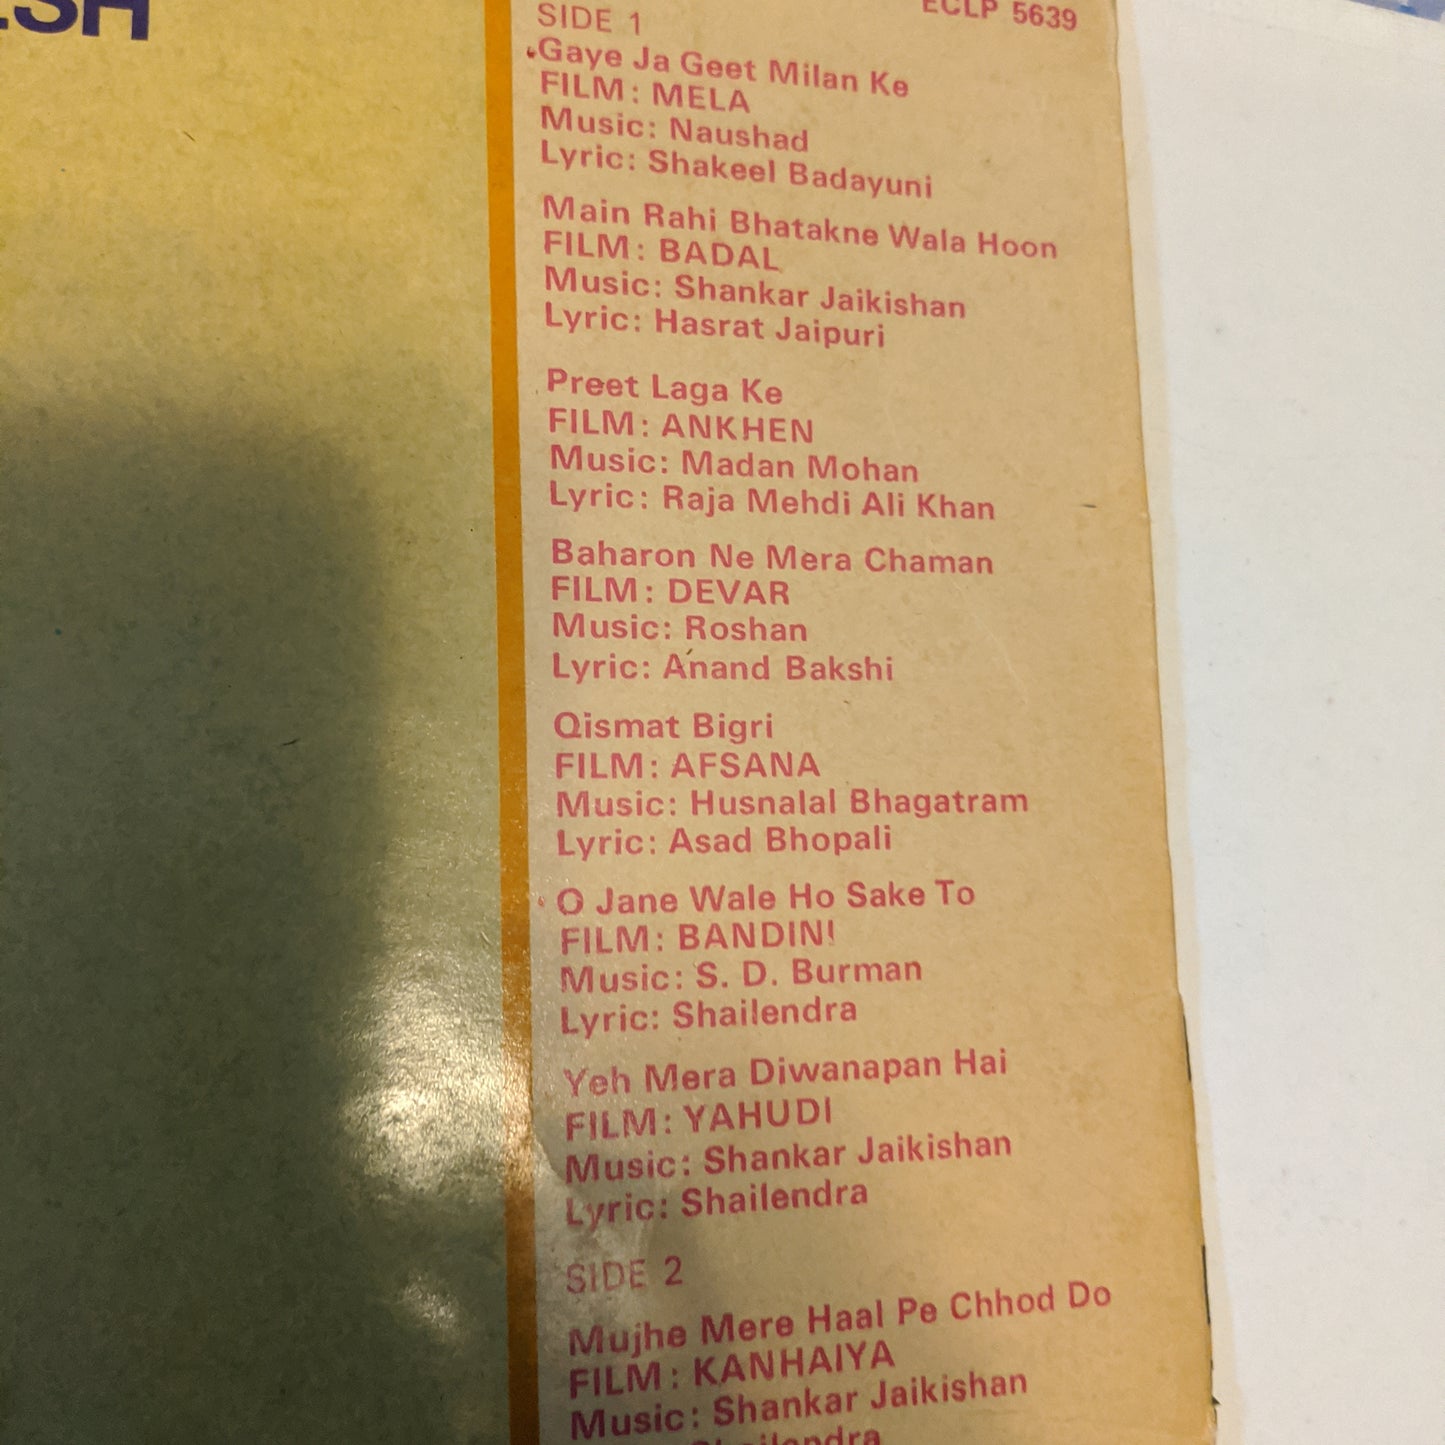 SIDE 1
ECLP 5639
Gaye Ja Geet Milan Ke
FILM: MELA
Music: Naushad
Lyric: Shakeel Badayuni
Main Rahi Bhatakne Wala Hoon
FILM: BADAL
Music: Shankar Jaikishan
Lyric: Hasrat Jaipuri
Preet Laga Ke
FILM: ANKHEN
Music: Madan Mohan
Lyric: Raja Mehdi Ali Khan
Baharon Ne Mera Chaman
FILM: DEVAR
Music: Roshan
Lyric: Anand Bakshi
Qismat Bigri
FILM: AFSANA
Music: Husnalal Bhagatram
Lyric: Asad Bhopali
O Jane Wale Ho Sake To
FILM: BANDINI
Music: S. D. Burman
Lyric: Shailendra
Yeh Mera Diwanapan Hai
FILM: YAHUDI
Music: Shankar Jaikishan
Lyric: Shailendra
SIDE 2
Mujhe Mere Haal Pe Chhod Do
FILM: KANHAIYA
Music: Shankar Jaikishan
Shailendra